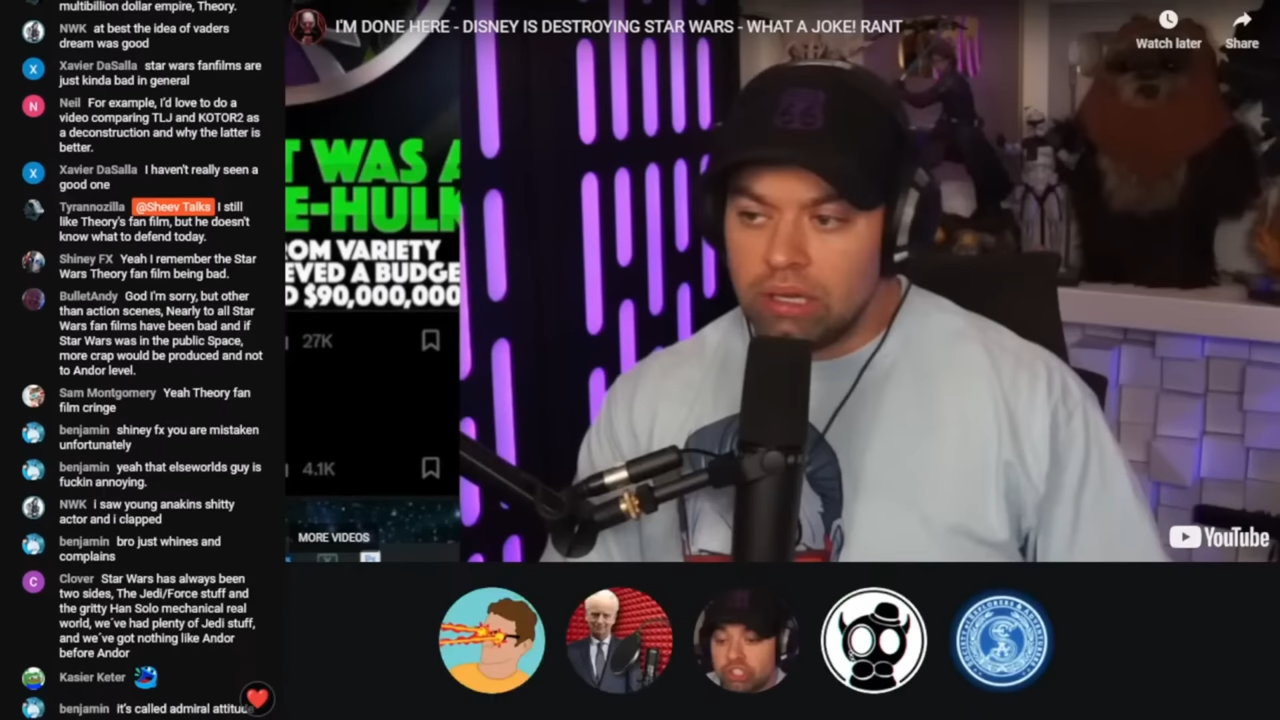 multibillion dollar empire, Theory.
NWK at best the idea of vaders
dream was good
X
Xavier DaSalla star wars fanfilms are
just kinda bad in general
N
Neil For example, I'd love to do a
video comparing TLJ and KOTOR2 as
a deconstruction and why the latter is
better.
X
Xavier DaSalla I haven't really seen a
good one
Tyrannozilla @Sheev Talks I still
like Theory's fan film, but he doesn't
know what to defend today.
Shiney FX Yeah I remember the Star
Wars Theory fan film being bad.
BulletAndy God I'm sorry, but other
than action scenes, Nearly to all Star
Wars fan films have been bad and if
Star Wars was in the public Space,
more crap would be produced and not
to Andor level.
Sam Montgomery Yeah Theory fan
film cringe
benjamin shiney fx you are mistaken
unfortunately
benjamin yeah that elseworlds guy is
fuckin annoying.
NWK i saw young anakins shitty
actor and i clapped
benjamin bro just whines and
complains
C
Clover Star Wars has always been
two sides, The Jedi/Force stuff and
the gritty Han Solo mechanical real
world, we´ve had plenty of Jedi stuff,
and we´ve got nothing like Andor
before Andor
Kasier Keter
benjamin it's called admiral attitud
I'M DONE HERE - DISNEY IS DESTROYING STAR WARS - WHAT A JOKE! RANT
Watch later
Share
T WAS A
E-HULK
ROM VARIETY
EVED A BUDGE
D $90,000,000
27K
4.1K
MORE VIDEOS
YouTube